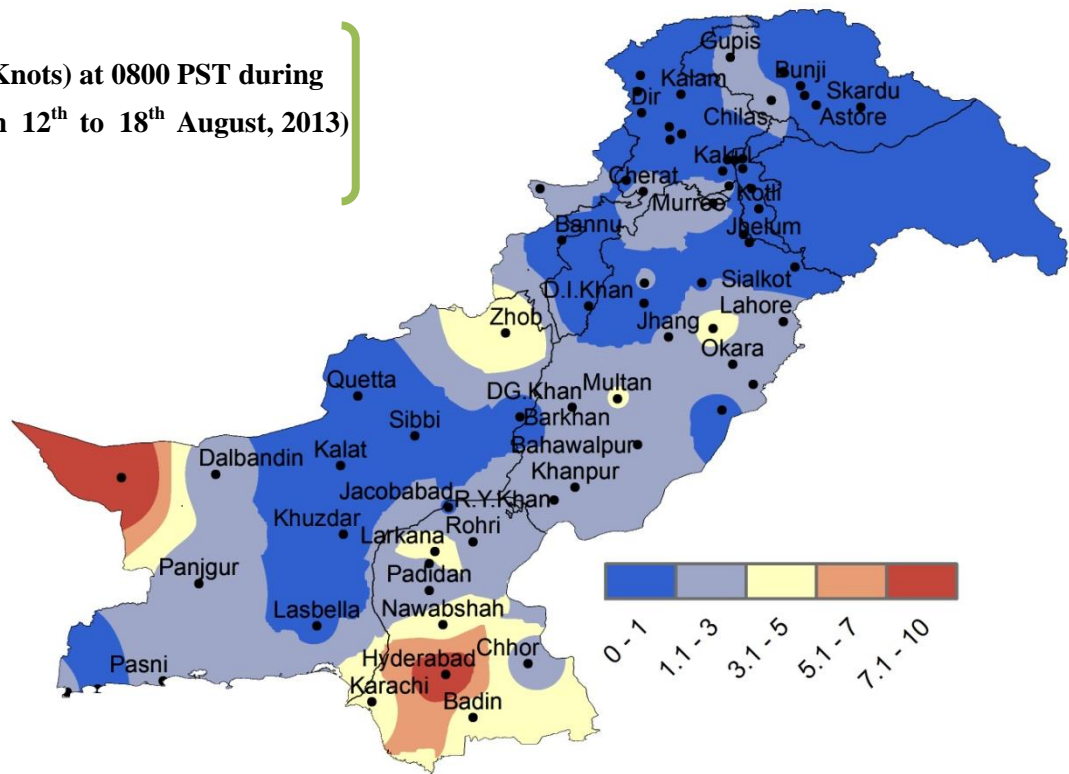 Knots) at 0800 PST during
12th to 18th August, 2013)
Gupis
Bunji
Kalam
Skardu
Dir
Chilas
Astore
Kakul
Cherat
Kotli
Murree
Bannu
Jhelum
D.I.Khan
Sialkot
Lahore
Zhob
Jhang
Okara
Quetta
DG.Khan
Multan
Barkhan
Sibbi
Bahawalpur
Kalat
Dalbandin
Khanpur
Jacobabad
R.Y.Khan
Khuzdar
Rohri
Larkana
Panjgur
Padidan
Lasbella
Nawabshah
Chhor
Pasni
Hyderabad
Karachi
Badin
0 - 1
1.1 - 3
3.1 - 5
5.1 - 7
7.1 - 10